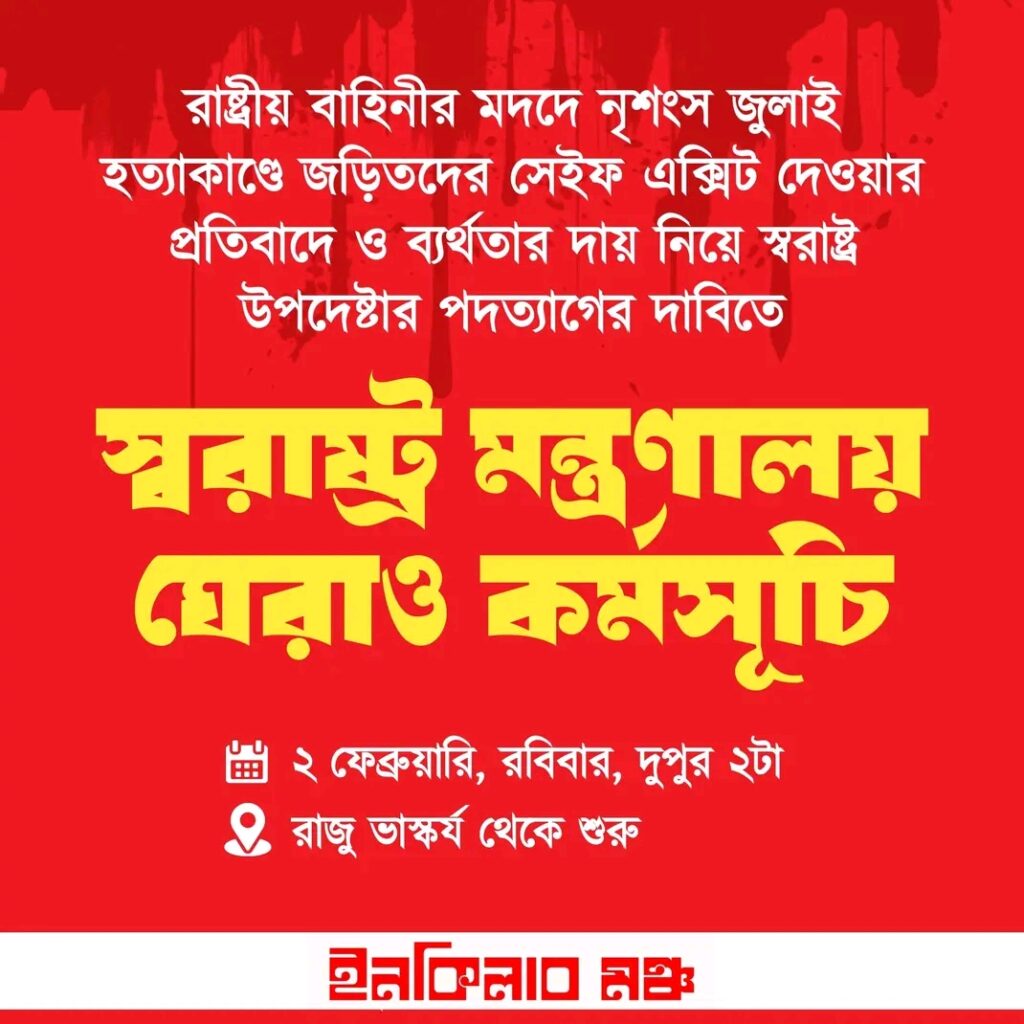 রাষ্ট্রীয় বাহিনীর মদদে নৃশংস জুলাই
হত্যাকাণ্ডে জড়িতদের সেইফ এক্সিট দেওয়ার
প্রতিবাদে ও ব্যর্থতার দায় নিয়ে স্বরাষ্ট্র
উপদেষ্টার পদত্যাগের দাবিতে
স্বরাষ্ট্র মন্ত্রণালয়
ঘেরাও কর্মসূচি
২ ফেব্রুয়ারি, রবিবার, দুপুর ২টা
রাজু ভাস্কর্য থেকে শুরু
ইনকিলাব মঞ্চ